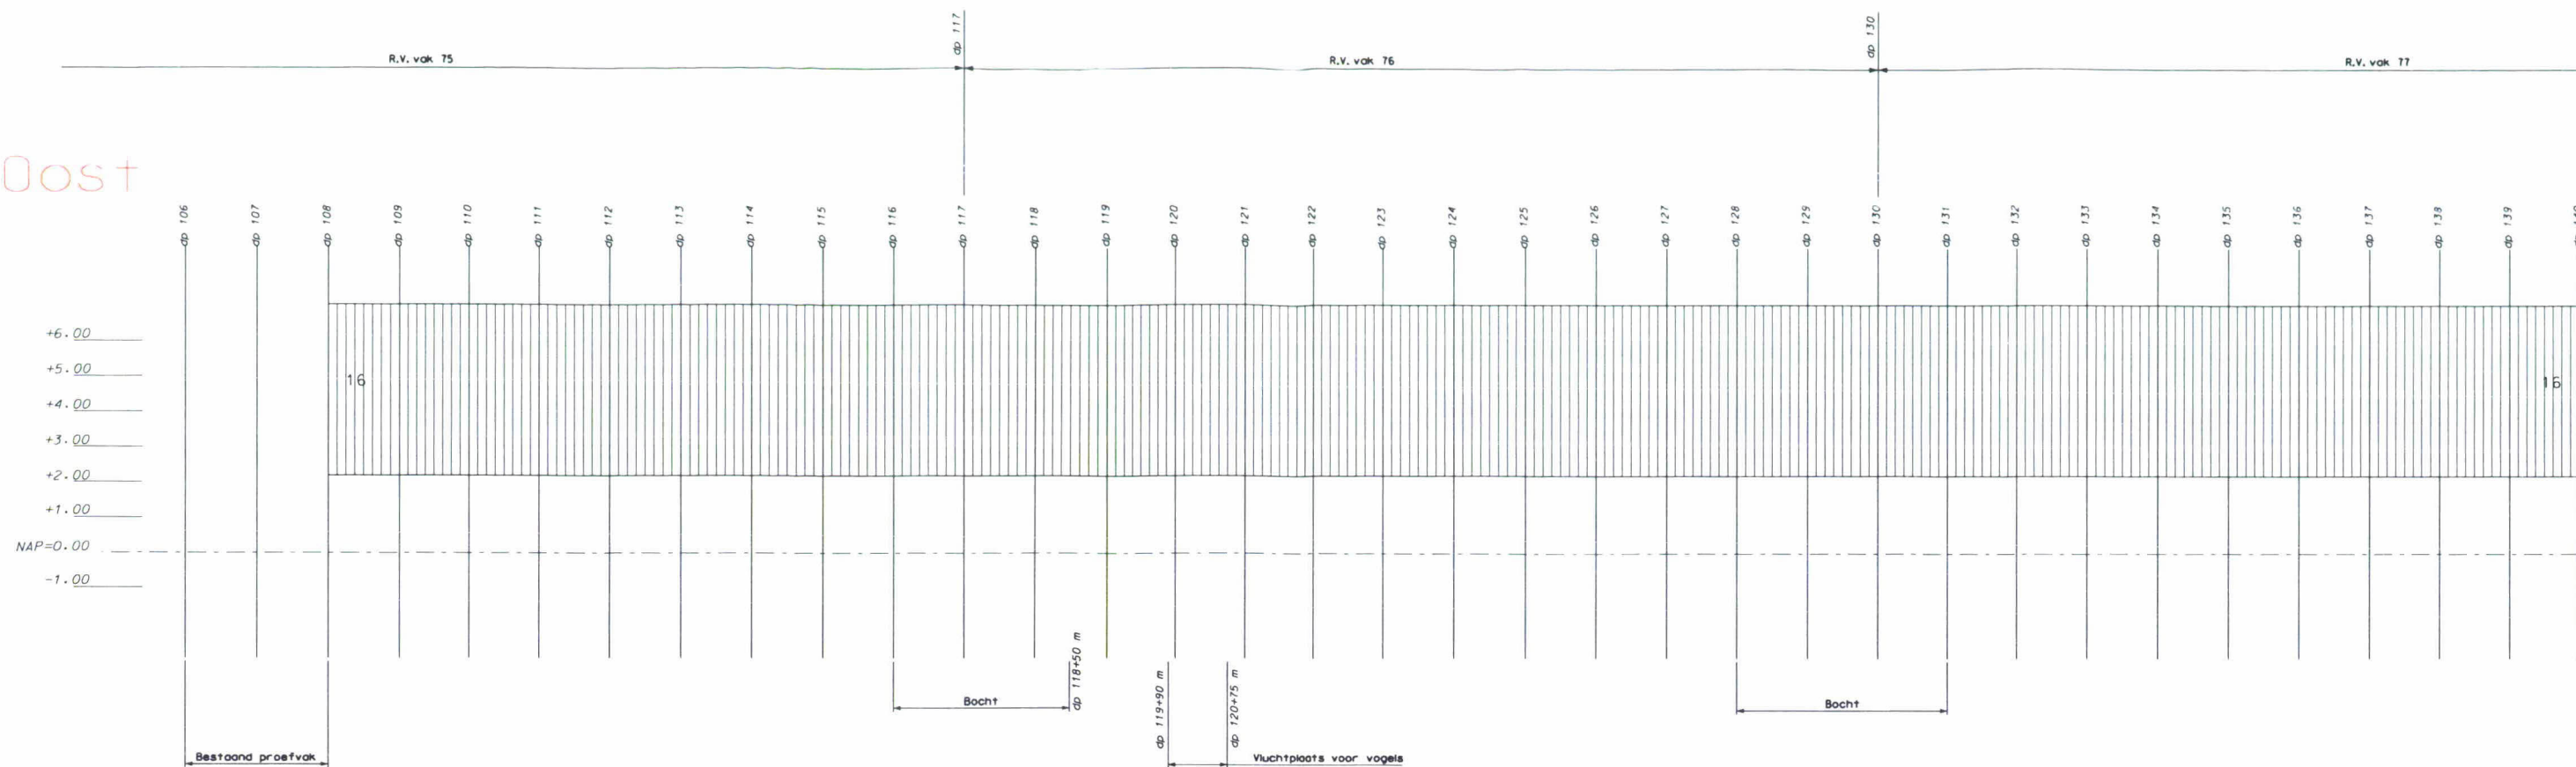 dp 117
dp 130
R.V. vak 75
R.V. vak 76
R.V. vak 77
Oost
dp 106
dp 107
dp 108
dp 109
dp 110
dp 111
dp 112
dp 113
dp 114
dp 115
dp 116
dp 117
dp 118
dp 119
dp 120
dp 121
dp 122
dp 123
dp 124
dp 125
dp 126
dp 127
dp 128
dp 129
dp 130
dp 131
dp 132
dp 133
dp 134
dp 135
dp 136
dp 137
dp 138
dp 139
+6.00
+5.00
16
16
+4.00
+3.00
+2.00
+1.00
NAP=0.00
-1.00
dp 118+50 m
dp 119+90 m
dp 120+75 m
Bocht
Bocht
Bestaand proefvak
Vluchtplaats voor vogels